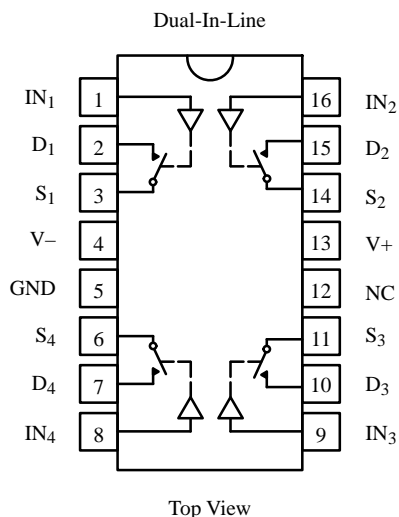 Dual-In-Line
IN₁ 1 16 IN₂
D₁ 2 15 D₂
S₁ 3 14 S₂
V– 4 13 V+
GND 5 12 NC
S₄ 6 11 S₃
D₄ 7 10 D₃
IN₄ 8 9 IN₃
Top View